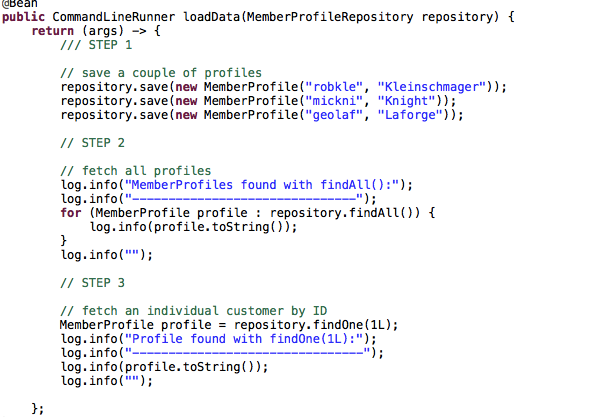 @Bean
public CommandLineRunner loadData(MemberProfileRepository repository) {
return (args) -> {
/// STEP 1
// save a couple of profiles
repository.save(new MemberProfile("robkle", "Kleinschmager"));
repository.save(new MemberProfile("mickni", "Knight"));
repository.save(new MemberProfile("geolaf", "Laforge"));
// STEP 2
// fetch all profiles
log.info("MemberProfiles found with findAll():");
log.info("-------------------------------");
for (MemberProfile profile : repository.findAll()) {
log.info(profile.toString());
}
log.info("");
// STEP 3
// fetch an individual customer by ID
MemberProfile profile = repository.findOne(1L);
log.info("Profile found with findOne(1L):");
log.info("--------------------------------");
log.info(profile.toString());
log.info("");
};